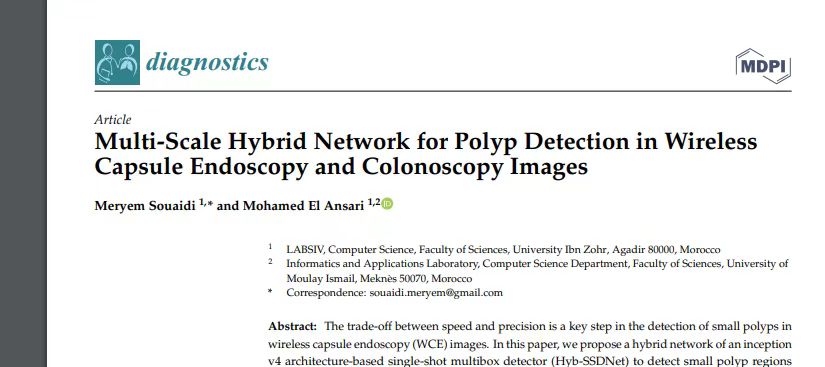 diagnostics
MDPI
Article
Multi-Scale Hybrid Network for Polyp Detection in Wireless
Capsule Endoscopy and Colonoscopy Images
Meryem Souaidi 1,* and Mohamed El Ansari 1,2 iD
1 LABSIV, Computer Science, Faculty of Sciences, University Ibn Zohr, Agadir 80000, Morocco
2 Informatics and Applications Laboratory, Computer Science Department, Faculty of Sciences, University of
Moulay Ismail, Meknès 50070, Morocco
* Correspondence: souaidi.meryem@gmail.com
Abstract: The trade-off between speed and precision is a key step in the detection of small polyps in
wireless capsule endoscopy (WCE) images. In this paper, we propose a hybrid network of an inception
v4 architecture-based single-shot multibox detector (Hyb-SSDNet) to detect small polyp regions